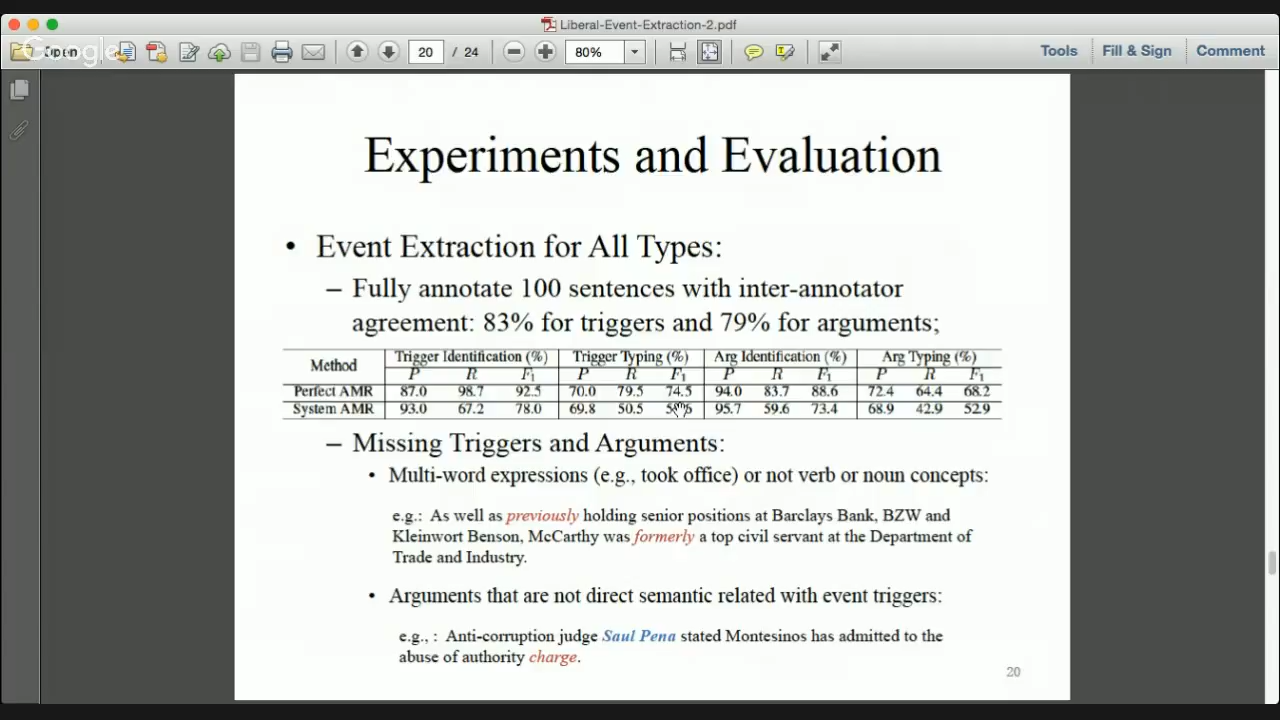 Liberal-Event-Extraction-2.pdf
Open
20 / 24
80%
Tools Fill & Sign Comment
Google
Experiments and Evaluation
• Event Extraction for All Types:
– Fully annotate 100 sentences with inter-annotator
agreement: 83% for triggers and 79% for arguments;
Method Trigger Identification (%) Trigger Typing (%) Arg Identification (%) Arg Typing (%)
P R F1 P R F1 P R F1 P R F1
Perfect AMR 87.0 98.7 92.5 70.0 79.5 74.5 94.0 83.7 88.6 72.4 64.4 68.2
System AMR 93.0 67.2 78.0 69.8 50.5 95.7 59.6 73.4 68.9 42.9 52.9
– Missing Triggers and Arguments:
• Multi-word expressions (e.g., took office) or not verb or noun concepts:
e.g.: As well as previously holding senior positions at Barclays Bank, BZW and
Kleinwort Benson, McCarthy was formerly a top civil servant at the Department of
Trade and Industry.
• Arguments that are not direct semantic related with event triggers:
e.g., : Anti-corruption judge Saul Pena stated Montesinos has admitted to the
abuse of authority charge.
20